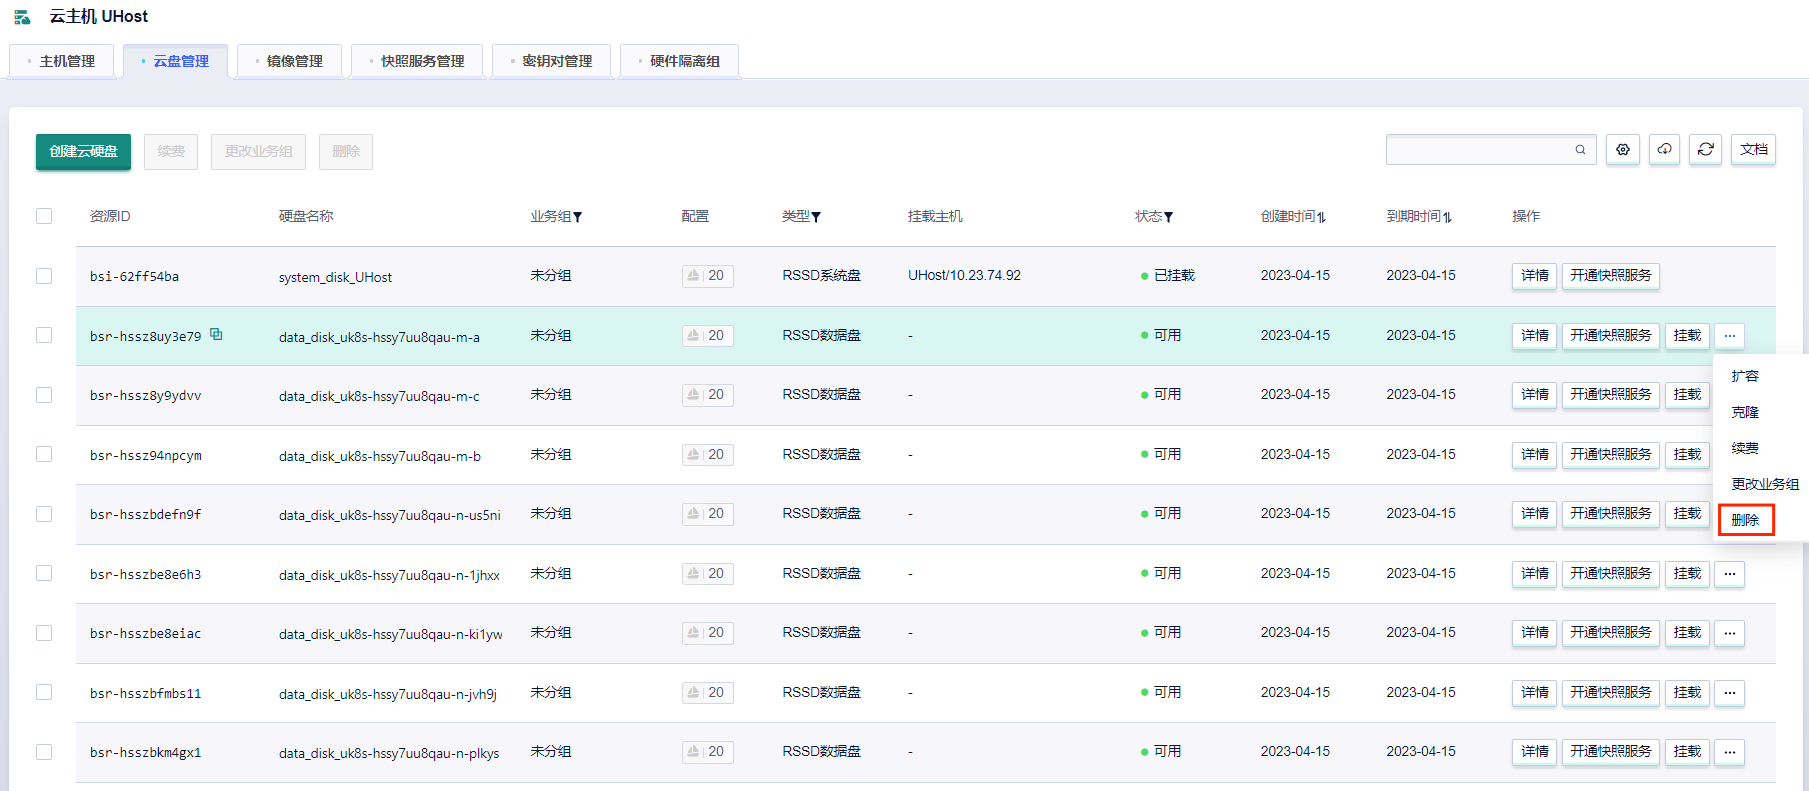 云主机 UHost
主机管理 云盘管理 镜像管理 快照服务管理 密钥对管理 硬件隔离组
创建云硬盘 续费 更改业务组 删除 文档
资源ID 硬盘名称 业务组 配置 类型 挂载主机 状态 创建时间 到期时间 操作
bsi-62ff54ba system_disk_UHost 未分组 20 RSSD系统盘 UHost/10.23.74.92 已挂载 2023-04-15 2023-04-15 详情 开通快照服务
bsr-hssz8uy3e79 data_disk_uk8s-hssy7uu8qau-m-a 未分组 20 RSSD数据盘 - 可用 2023-04-15 2023-04-15 详情 开通快照服务 挂载 ...
扩容
bsr-hssz8y9ydvv data_disk_uk8s-hssy7uu8qau-m-c 未分组 20 RSSD数据盘 - 可用 2023-04-15 2023-04-15 详情 开通快照服务 挂载
克隆
续费
bsr-hssz94npcym data_disk_uk8s-hssy7uu8qau-m-b 未分组 20 RSSD数据盘 - 可用 2023-04-15 2023-04-15 详情 开通快照服务 挂载
更改业务组
bsr-hsszbdefn9f data_disk_uk8s-hssy7uu8qau-n-us5ni 未分组 20 RSSD数据盘 - 可用 2023-04-15 2023-04-15 详情 开通快照服务 挂载
删除
bsr-hsszbe8e6h3 data_disk_uk8s-hssy7uu8qau-n-1jhxx 未分组 20 RSSD数据盘 - 可用 2023-04-15 2023-04-15 详情 开通快照服务 挂载 ...
bsr-hsszbe8eiac data_disk_uk8s-hssy7uu8qau-n-ki1yw 未分组 20 RSSD数据盘 - 可用 2023-04-15 2023-04-15 详情 开通快照服务 挂载 ...
bsr-hsszbfmbs11 data_disk_uk8s-hssy7uu8qau-n-jvh9j 未分组 20 RSSD数据盘 - 可用 2023-04-15 2023-04-15 详情 开通快照服务 挂载 ...
bsr-hsszbkm4gx1 data_disk_uk8s-hssy7uu8qau-n-plkys 未分组 20 RSSD数据盘 - 可用 2023-04-15 2023-04-15 详情 开通快照服务 挂载 ...